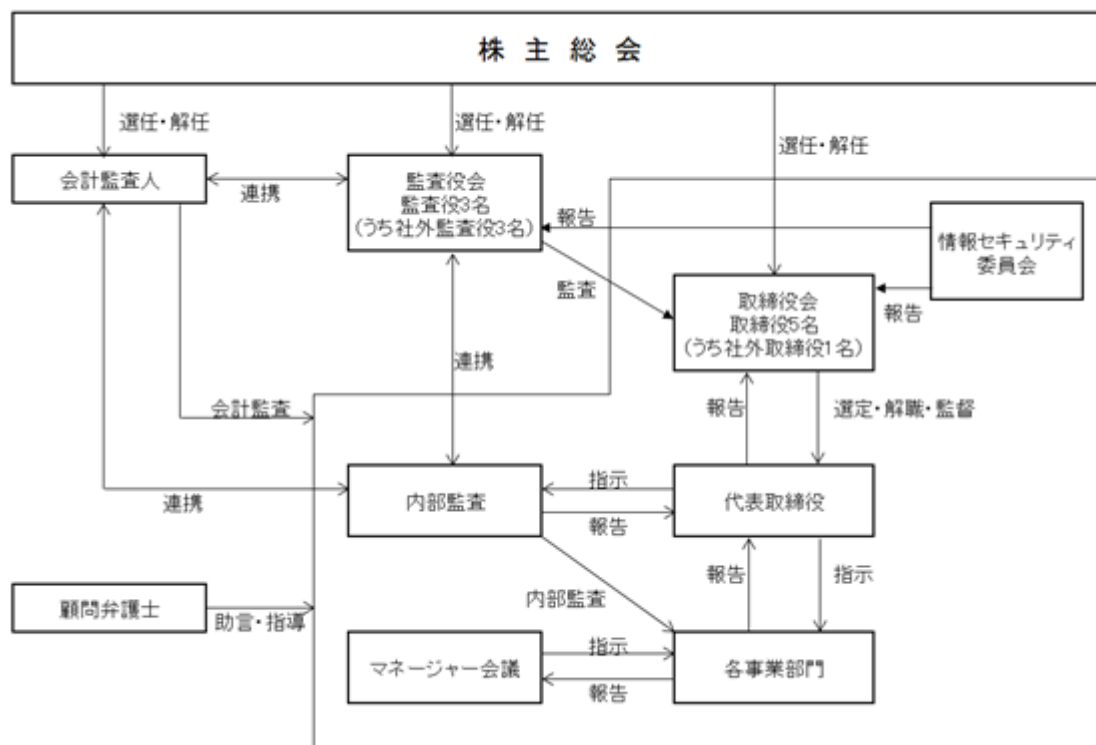 株主総会
選任・解任
選任・解任
選任・解任
会計監査人
連携
監査役会
監査役3名
(うち社外監査役3名)
報告
情報セキュリティ
委員会
監査
取締役会
取締役5名
(うち社外取締役1名)
報告
連携
会計監査
報告
選定・解職・監督
連携
内部監査
指示
報告
代表取締役
報告
指示
顧問弁護士
助言・指導
内部監査
マネージャー会議
指示
報告
各事業部門